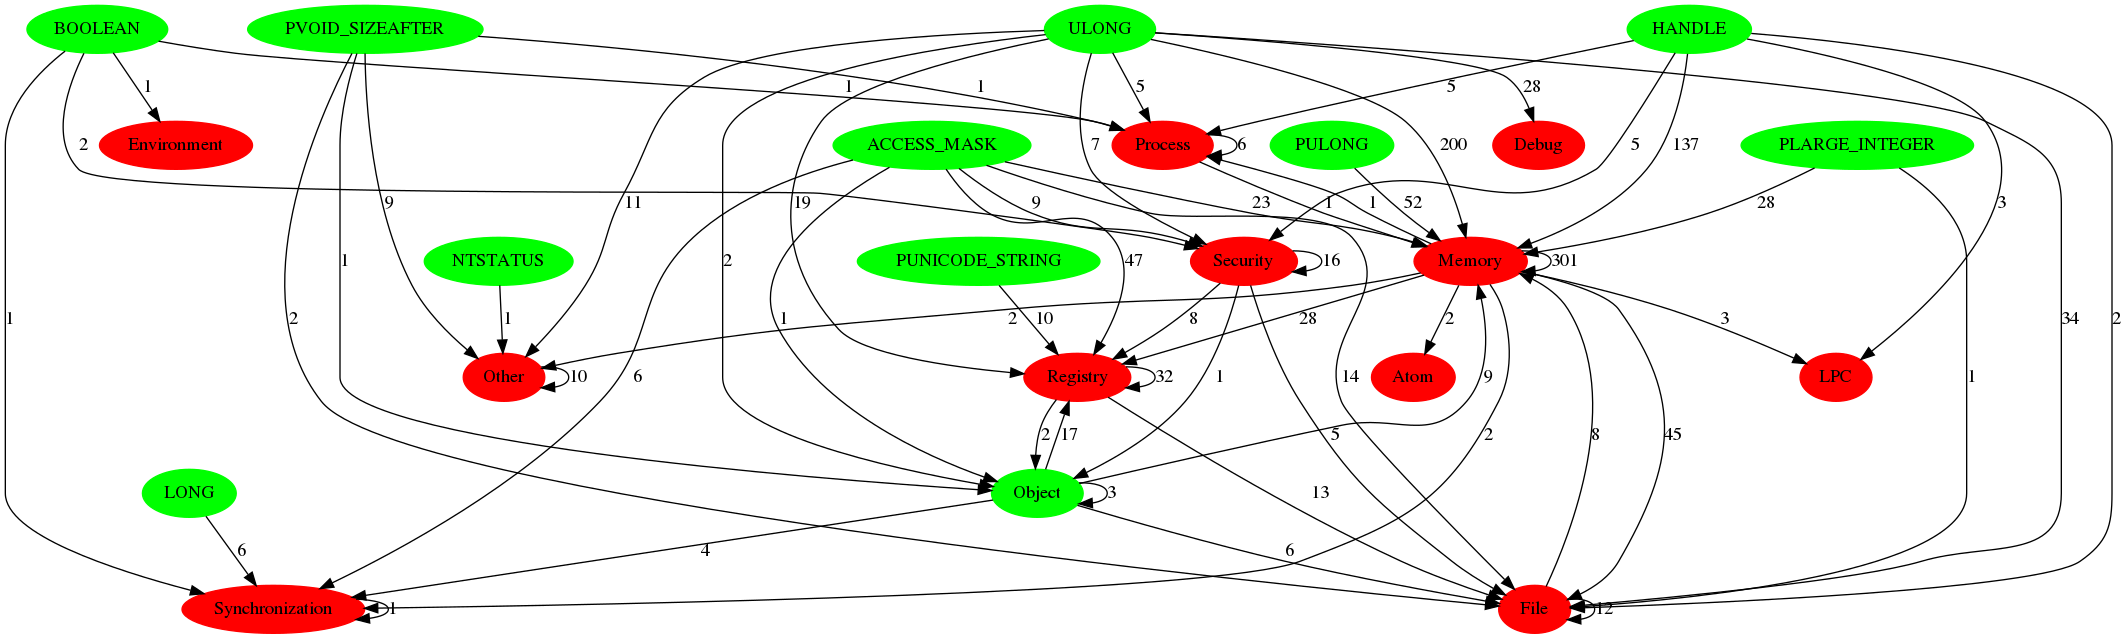 BOOLEAN
PVOID_SIZEAFTER
ULONG
HANDLE
1
1
1
5
5
28
Environment
2
ACCESS_MASK
7
Process
6
PULONG
200
Debug
5
137
PLARGE_INTEGER
9
11
19
9
23
1
1
52
28
3
NTSTATUS
1
2
PUNICODE_STRING
47
Security
16
Memory
301
1
2
1
1
2
10
8
28
14
2
3
45
34
2
Other
10
6
Registry
32
1
Atom
LPC
1
2
17
5
9
2
8
LONG
Object
3
13
6
4
6
Synchronization
1
File
12